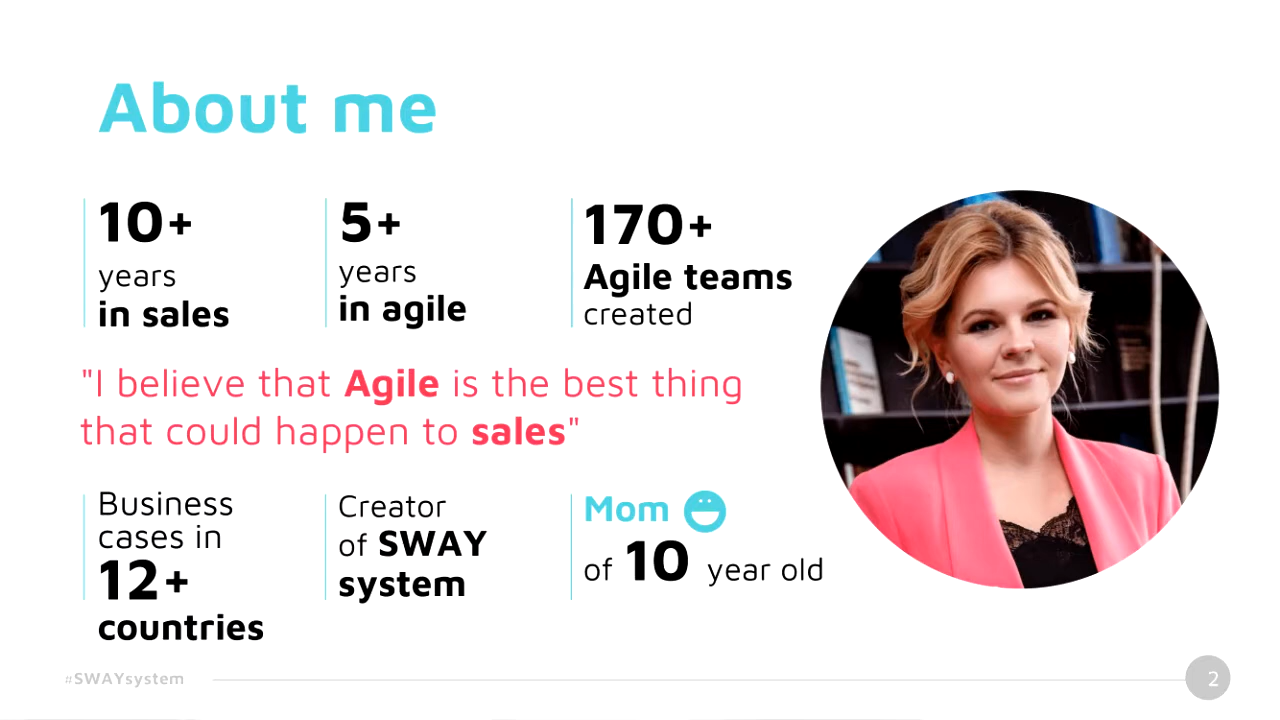 About me
10+
years
in sales
5+
years
in agile
170+
Agile teams
created
"I believe that Agile is the best thing
that could happen to sales"
Business
cases in
12+
countries
Creator
of SWAY
system
Mom
of 10 year old
#SWAYsystem
2